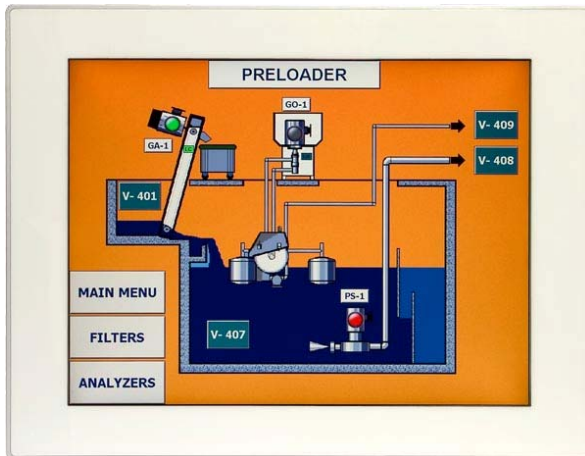 PRELOADER
GO-1
GA-1
V- 409
V- 408
V- 401
PS-1
V- 407
MAIN MENU
FILTERS
ANALYZERS